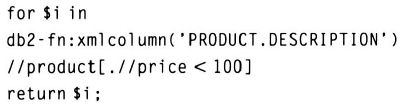 for $i in
db2-fn:xmlcolumn('PRODUCT.DESCRIPTION')
//product[.//price < 100]
return $i;